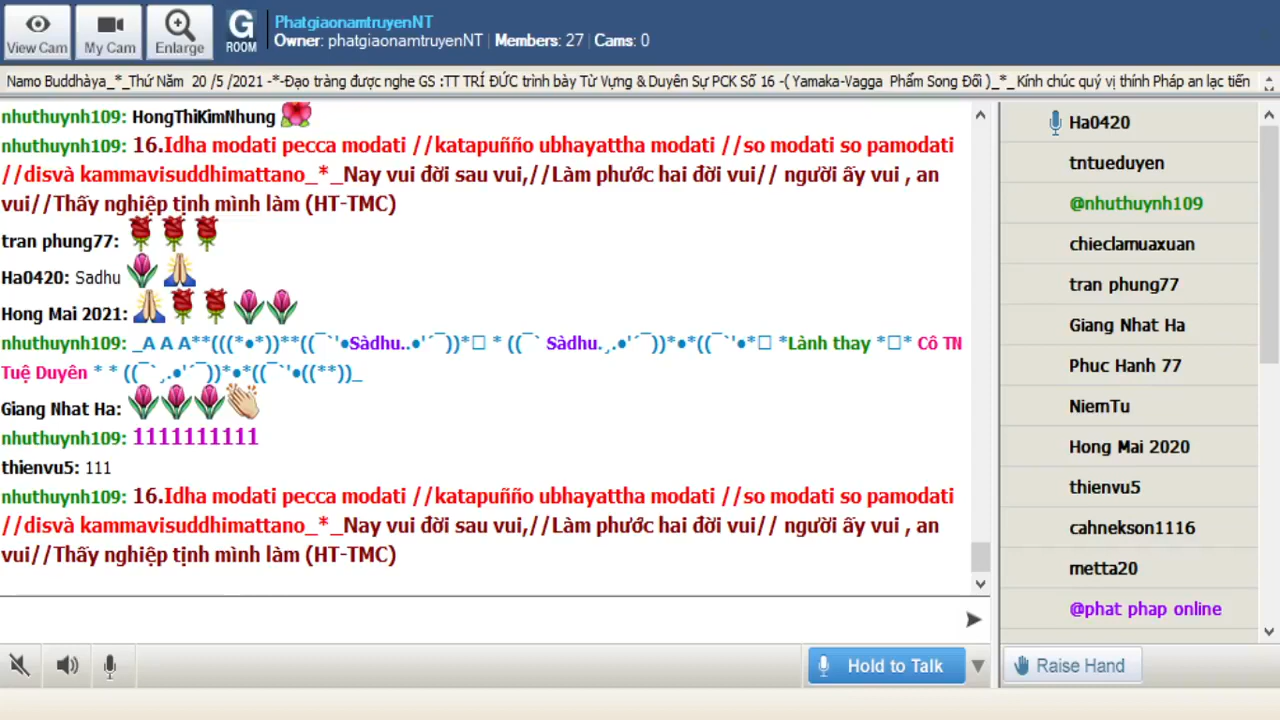 View Cam
My Cam
Enlarge
G
ROOM
PhatgiaonamtruyenNT
Owner: phatgiaonamtruyenNT | Members: 27 | Cams: 0
Namo Buddhàya_*_Thứ Năm 20 /5 /2021 -*-Đạo tràng được nghe GS :TT TRÍ ĐỨC trình bày Từ Vựng & Duyên Sự PCK Số 16 -( Yamaka-Vagga Phẩm Song Đối )_*_ Kính chúc quý vị thính Pháp an lạc tiến
nhuthuynh109: HongThiKimNhung
nhuthuynh109: 16.Idha modati pecca modati //katapuñño ubhayattha modati //so modati so pamodati
//disvà kammavisuddhimattano_*_Nay vui đời sau vui,//Làm phước hai đời vui// người ấy vui , an
vui//Thấy nghiệp tịnh mình làm (HT-TMC)
tran phung77:
Ha0420: Sadhu
Hong Mai 2021:
nhuthuynh109: _A A A**(((*●*))**((¯`'●Sàdhu..●'´¯))*□ * ((¯` Sàdhu.¸.●'´¯))*●*((¯`'●*□ *Lành thay *□* Cô TN
Tuệ Duyên * * ((¯`¸.●'´¯))*●*((¯`'●((**))_
Giang Nhat Ha:
nhuthuynh109: 1111111111
thienvu5: 111
nhuthuynh109: 16.Idha modati pecca modati //katapuñño ubhayattha modati //so modati so pamodati
//disvà kammavisuddhimattano_*_Nay vui đời sau vui,//Làm phước hai đời vui// người ấy vui , an
vui//Thấy nghiệp tịnh mình làm (HT-TMC)
Hold to Talk
Ha0420
tntueduyen
@nhuthuynh109
chieclamuaxuan
tran phung77
Giang Nhat Ha
Phuc Hanh 77
NiemTu
Hong Mai 2020
thienvu5
cahnekson1116
metta20
@phat phap online
Raise Hand